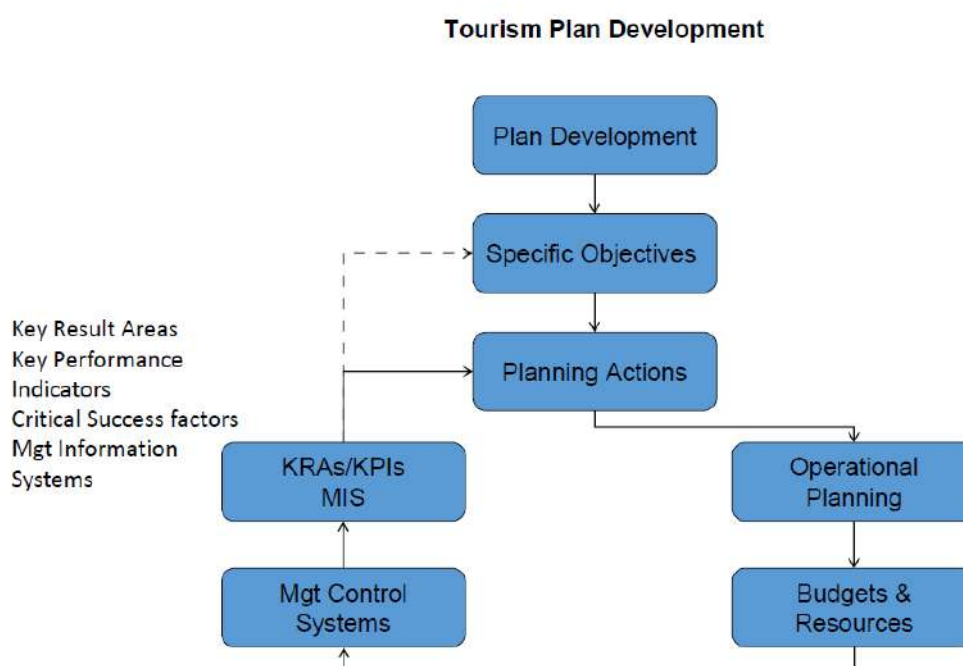 Tourism Plan Development
Plan Development
Specific Objectives
Key Result Areas
Key Performance
Indicators
Critical Success factors
Mgt Information
Systems
Planning Actions
KRAs/KPIs
MIS
Operational
Planning
Mgt Control
Systems
Budgets &
Resources